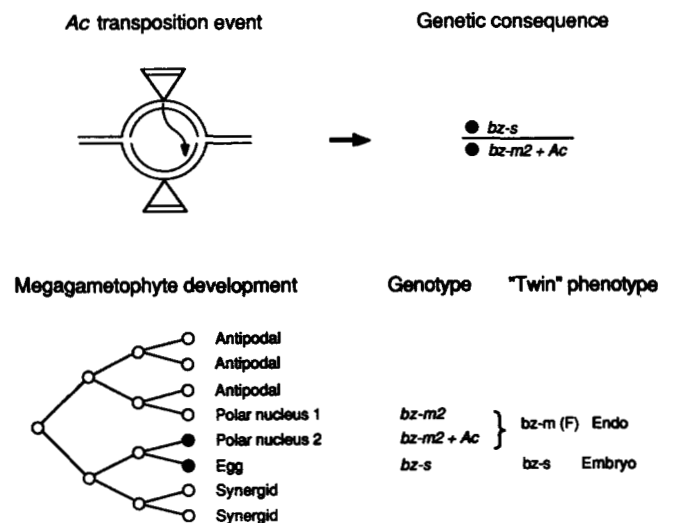 Ac transposition event
Genetic consequence
bz-s
bz-m2 + Ac
Megagametophyte development
Genotype
"Twin" phenotype
Antipodal
Antipodal
Antipodal
Polar nucleus 1
bz-m2
Polar nucleus 2
bz-m2 + Ac
} bz-m (F) Endo
Egg
bz-s
bz-s Embryo
Synergid
Synergid